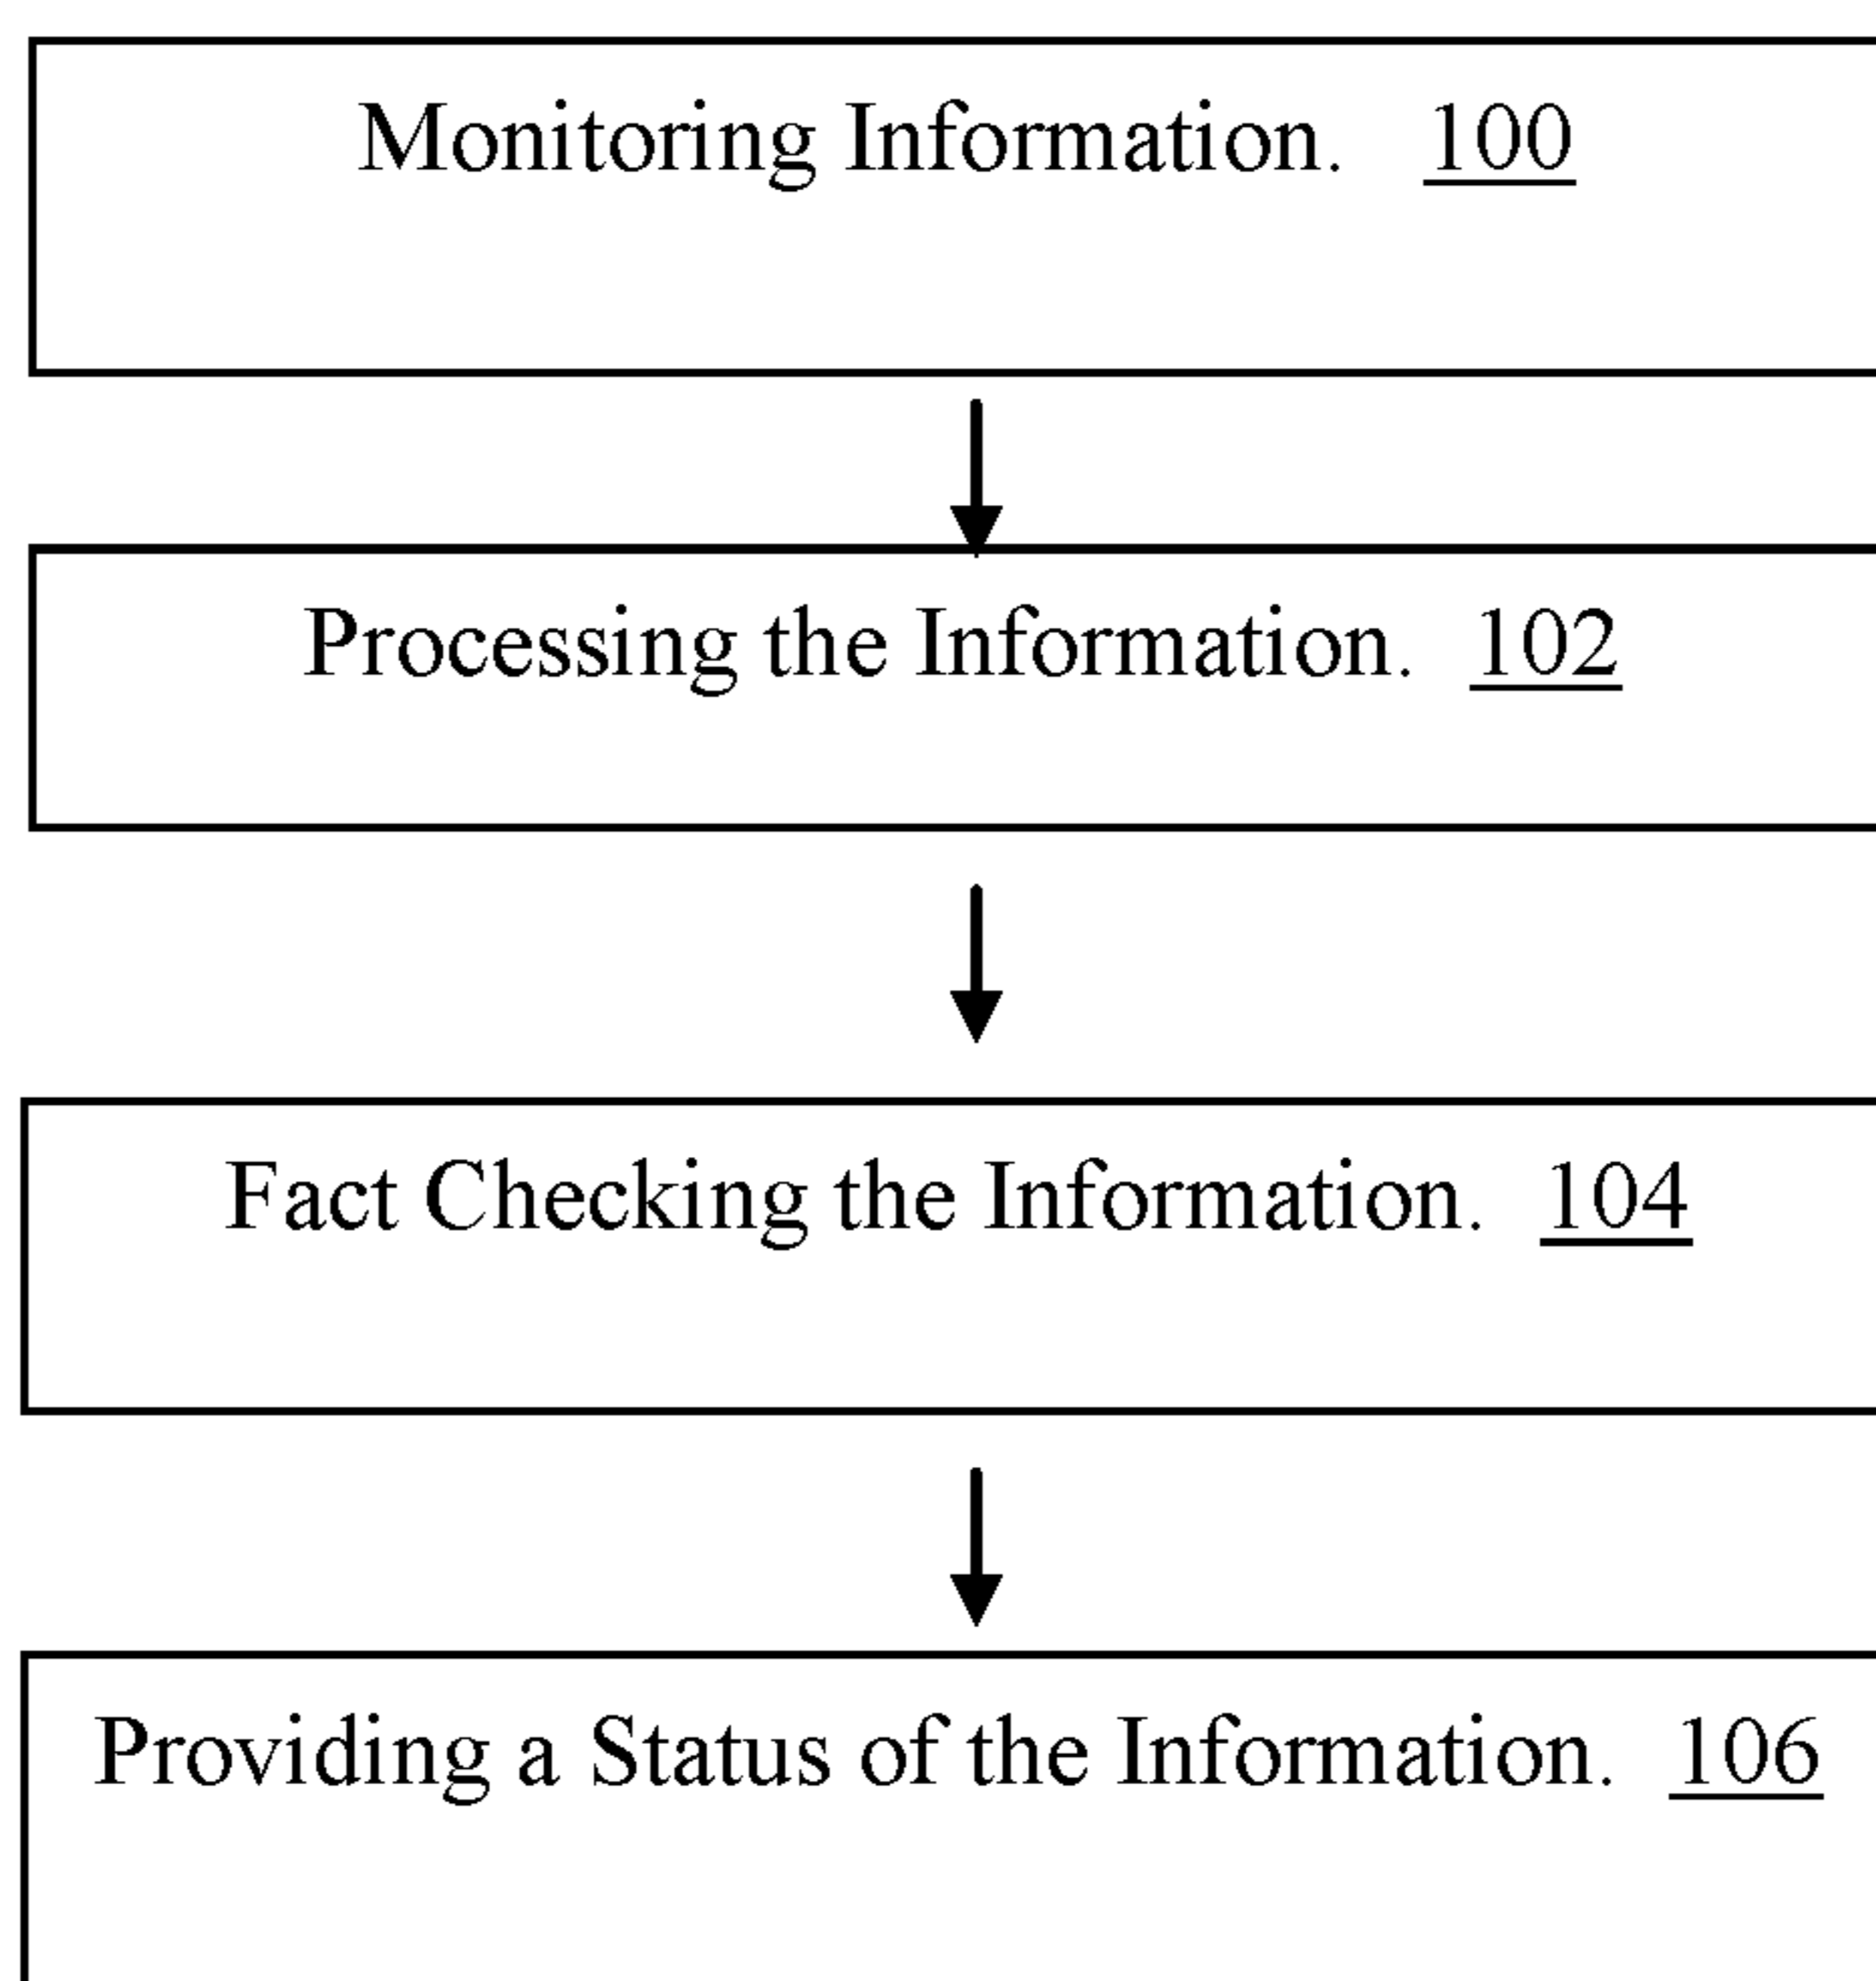 Monitoring Information. 100
Processing the Information. 102
Fact Checking the Information. 104
Providing a Status of the Information. 106